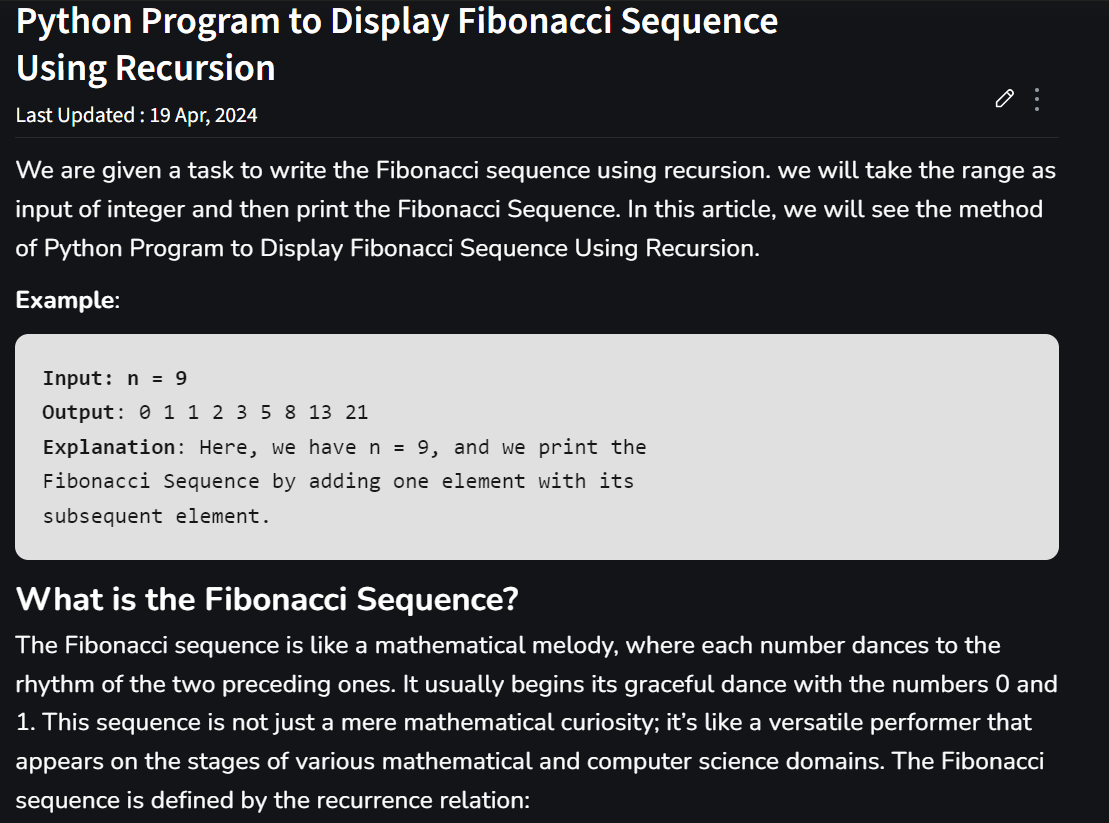 Python Program to Display Fibonacci Sequence
Using Recursion
Last Updated : 19 Apr, 2024
We are given a task to write the Fibonacci sequence using recursion. we will take the range as
input of integer and then print the Fibonacci Sequence. In this article, we will see the method
of Python Program to Display Fibonacci Sequence Using Recursion.
Example:
Input: n = 9
Output: 0 1 1 2 3 5 8 13 21
Explanation: Here, we have n = 9, and we print the
Fibonacci Sequence by adding one element with its
subsequent element.
What is the Fibonacci Sequence?
The Fibonacci sequence is like a mathematical melody, where each number dances to the
rhythm of the two preceding ones. It usually begins its graceful dance with the numbers 0 and
1. This sequence is not just a mere mathematical curiosity; it’s like a versatile performer that
appears on the stages of various mathematical and computer science domains. The Fibonacci
sequence is defined by the recurrence relation: